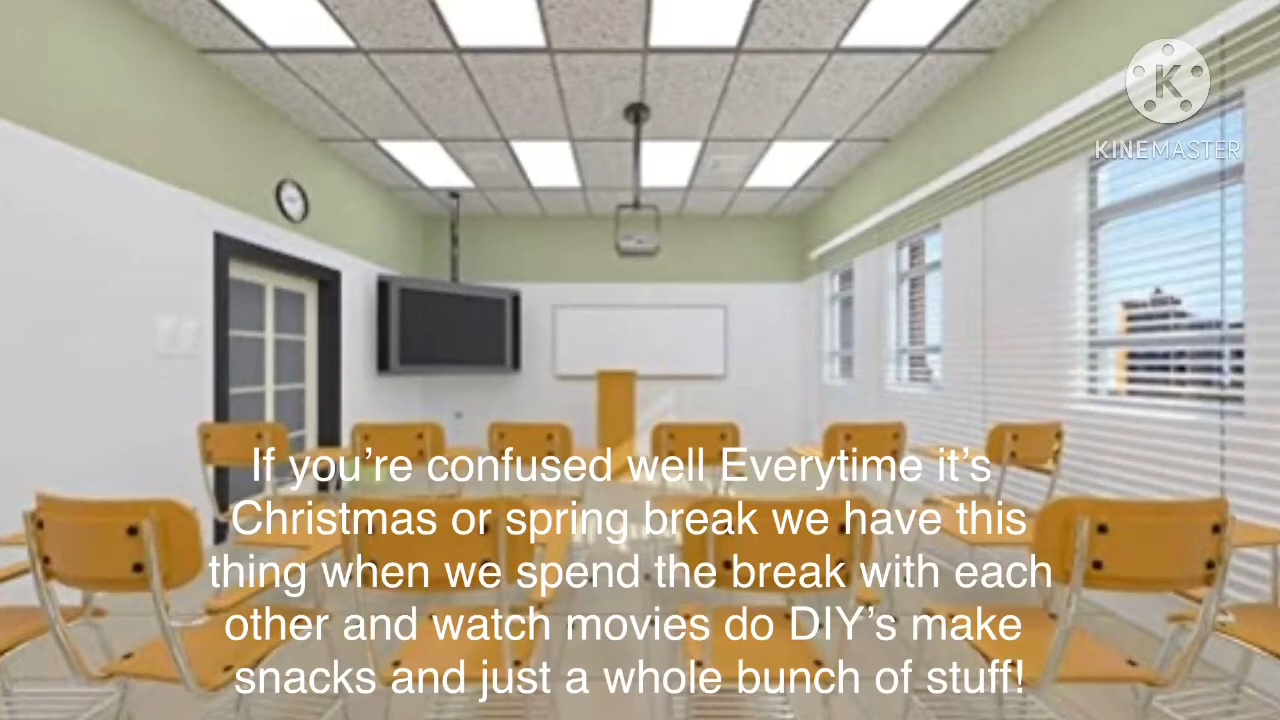 K
KINEMASTER
If you’re confused well Everytime it’s
Christmas or spring break we have this
thing when we spend the break with each
other and watch movies do DIY’s make
snacks and just a whole bunch of stuff!